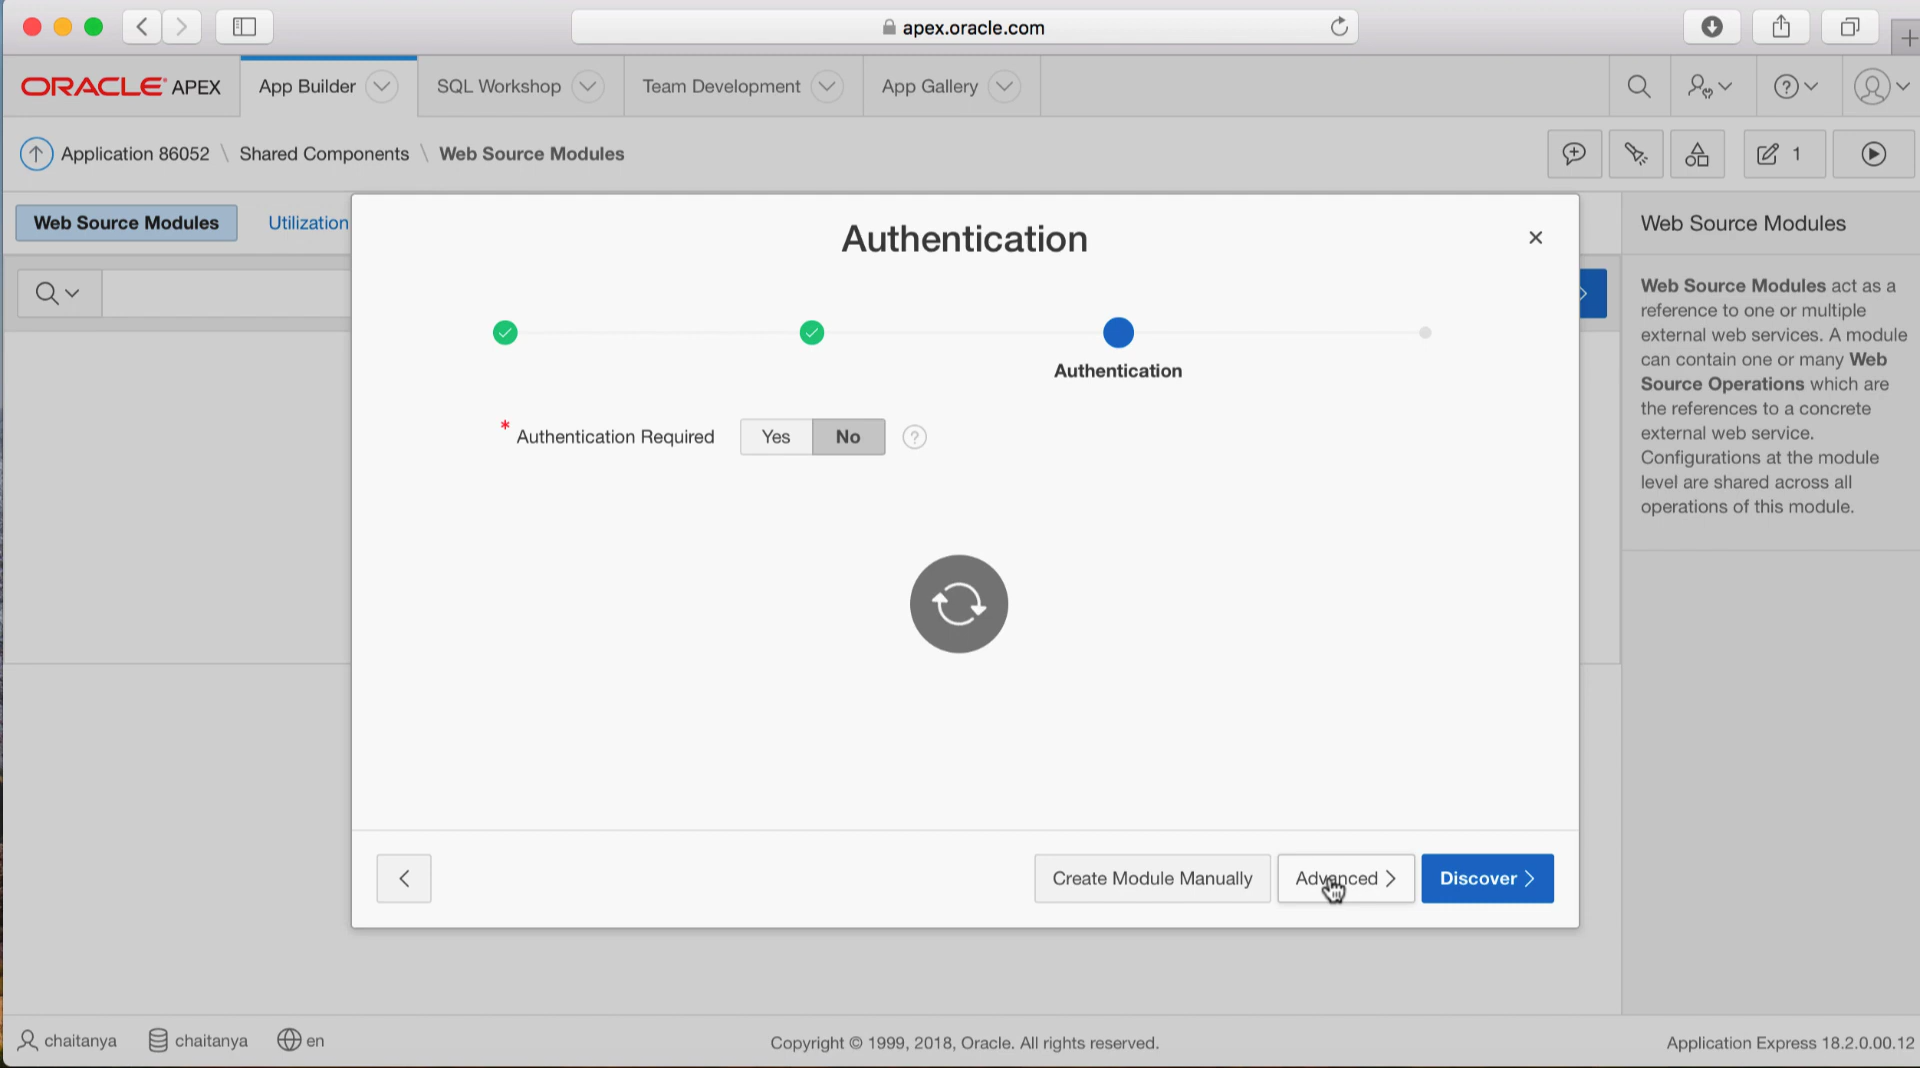 apex.oracle.com
ORACLE APEX
App Builder
SQL Workshop
Team Development
App Gallery
Application 86052 \ Shared Components \ Web Source Modules
1
Web Source Modules
Utilization
Authentication
Authentication
* Authentication Required
Yes
No
?
Create Module Manually
Advanced >
Discover >
Web Source Modules
Web Source Modules act as a
reference to one or multiple
external web services. A module
can contain one or many Web
Source Operations which are
the references to a concrete
external web service.
Configurations at the module
level are shared across all
operations of this module.
chaitanya
chaitanya
en
Copyright © 1999, 2018, Oracle. All rights reserved.
Application Express 18.2.0.00.12